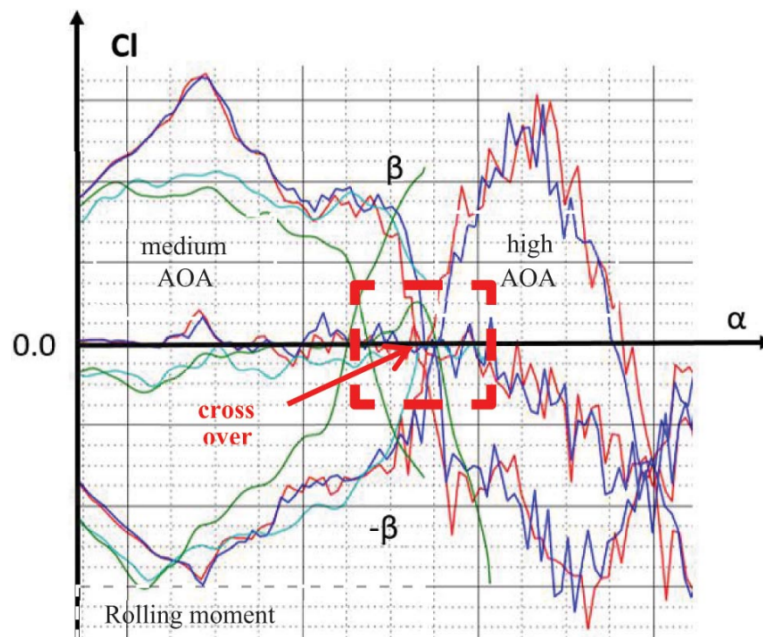 Cl
β
medium
AOA
high
AOA
α
0.0
cross
over
-β
Rolling moment